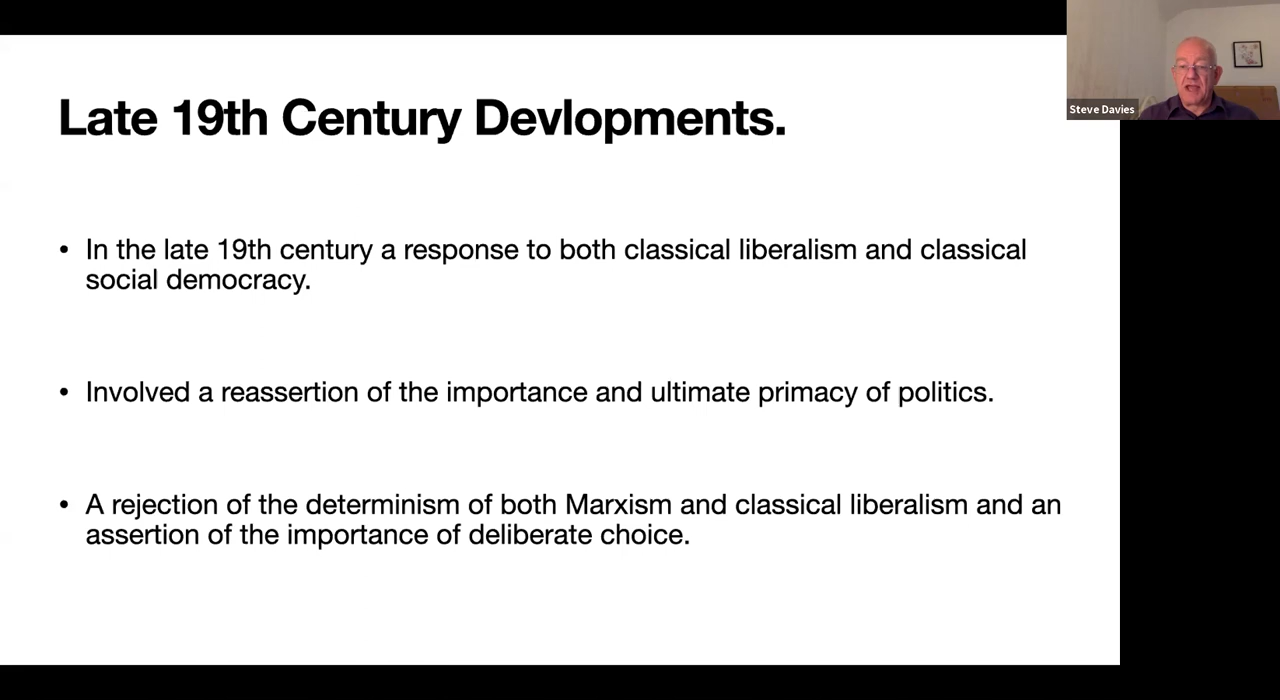 Late 19th Century Devlopments.
Steve Davies
• In the late 19th century a response to both classical liberalism and classical
social democracy.
• Involved a reassertion of the importance and ultimate primacy of politics.
• A rejection of the determinism of both Marxism and classical liberalism and an
assertion of the importance of deliberate choice.